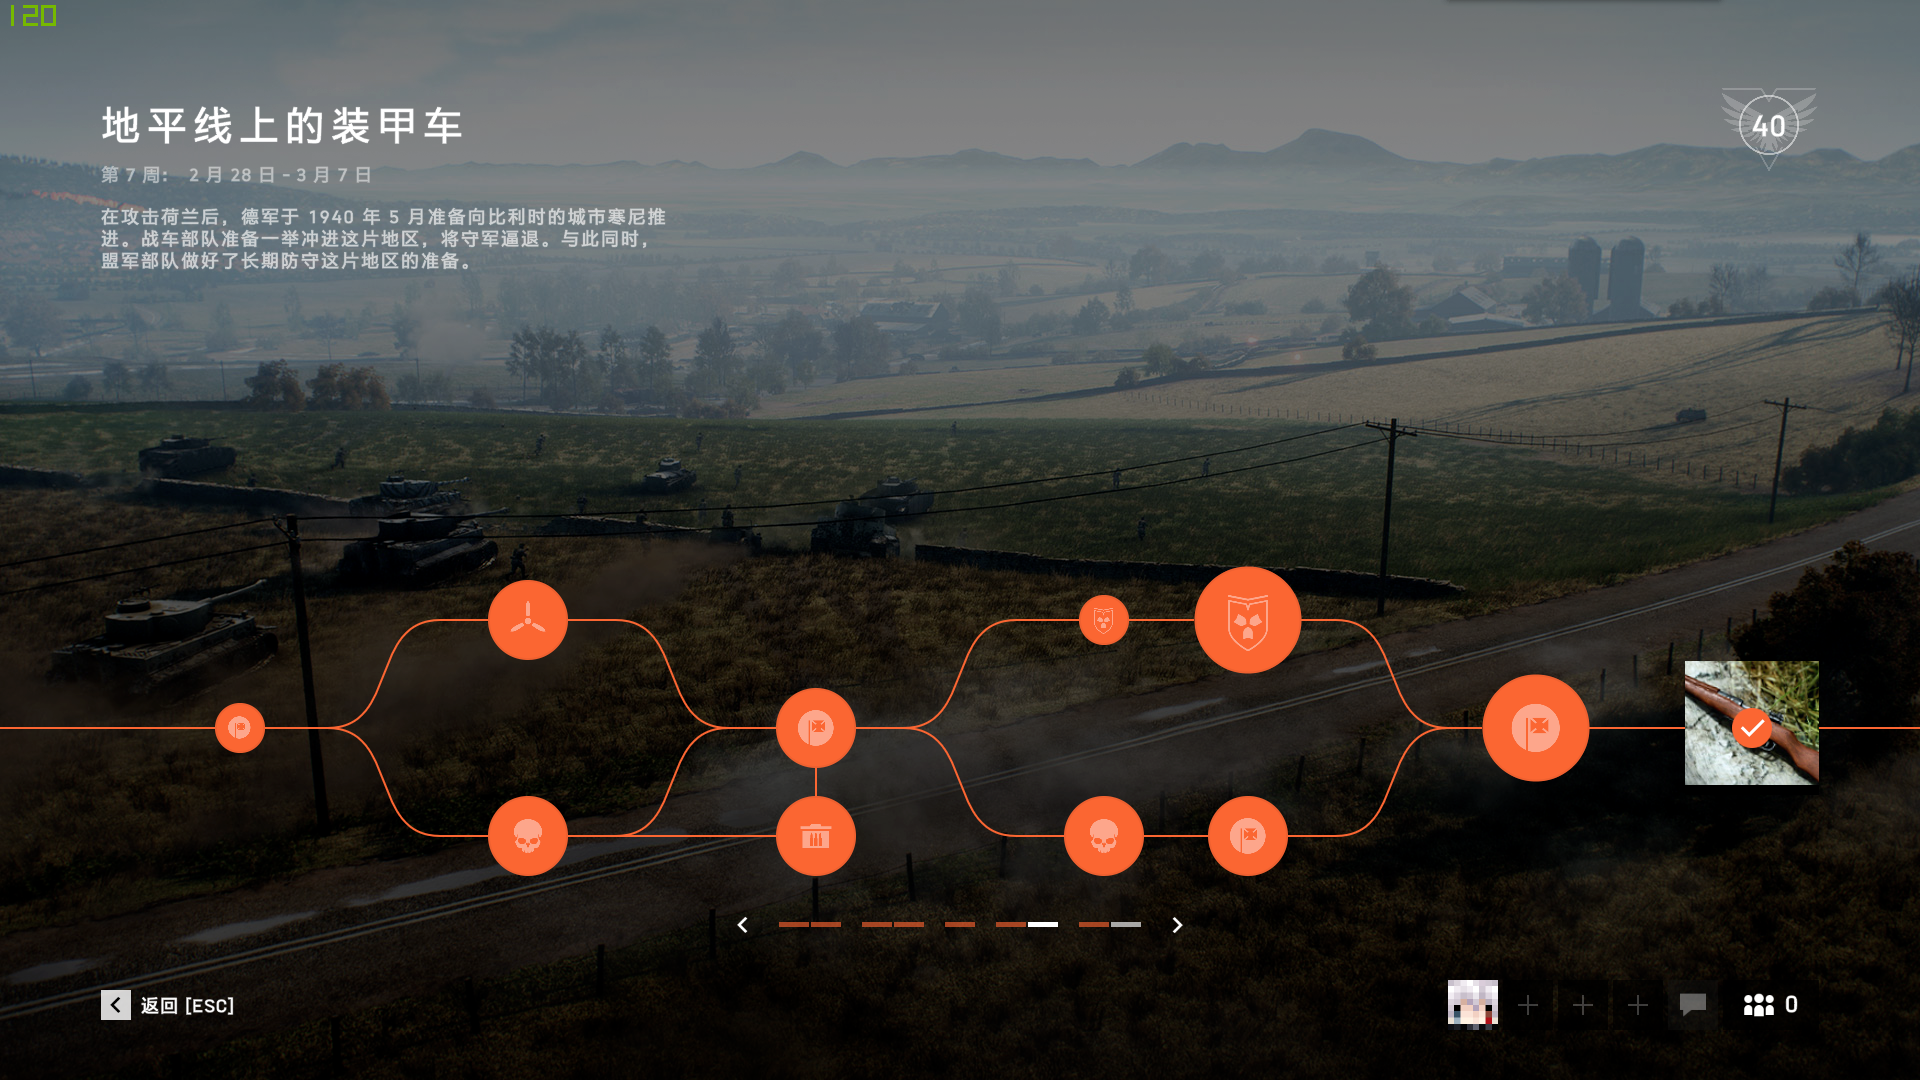 120
地平线上的装甲车
40
第 7 周： 2 月 28 日 - 3 月 7 日
在攻击荷兰后，德军于 1940 年 5 月准备向比利时的城市寒尼推
进。战车部队准备一举冲进这片地区，将守军逼退。与此同时，
盟军部队做好了长期防守这片地区的准备。
返回 [ESC]
0